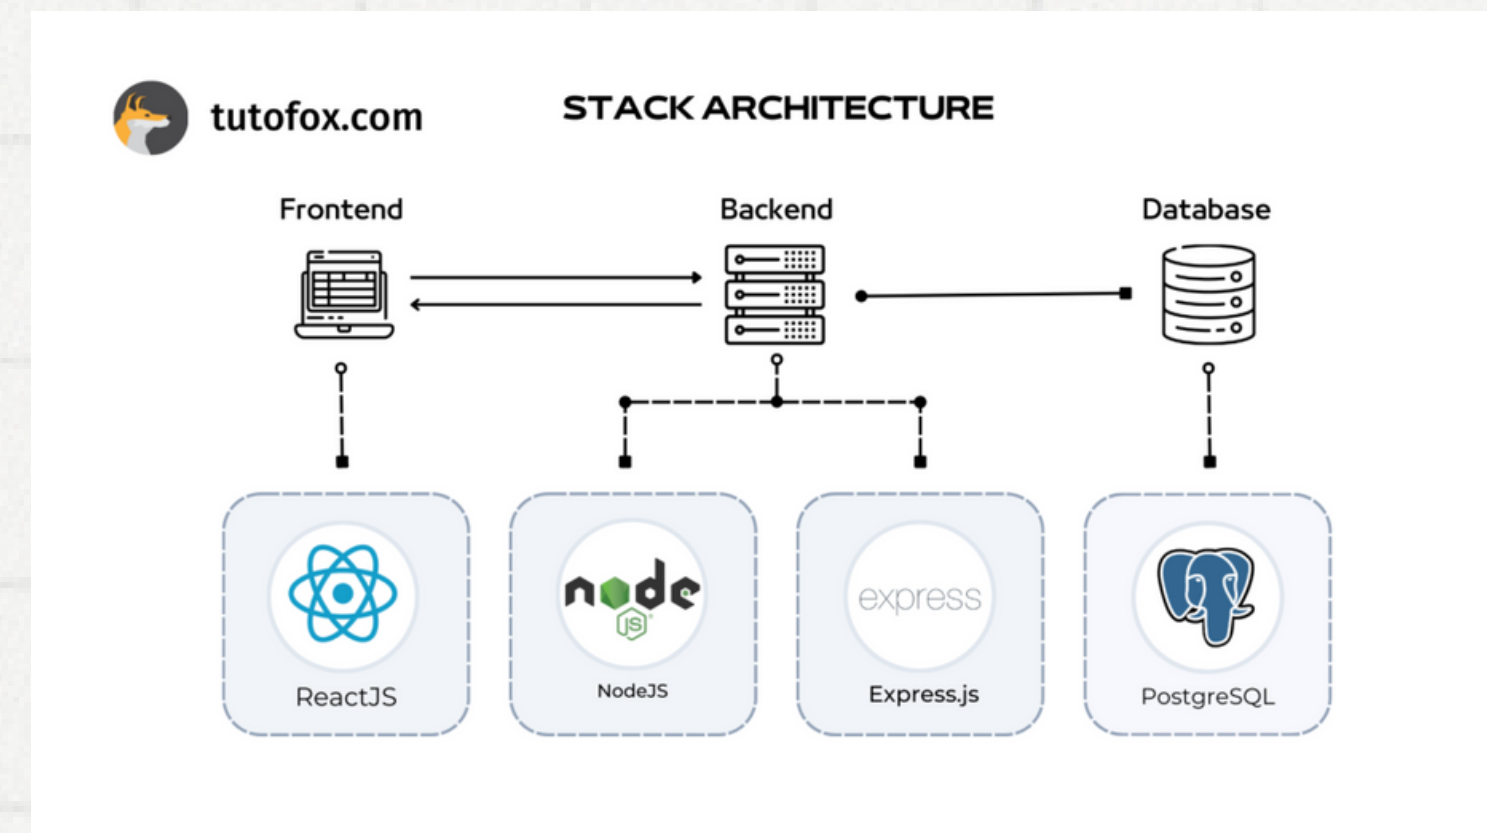 tutofox.com
STACK ARCHITECTURE
Frontend
Backend
Database
node
JS
express
ReactJS
NodeJS
Express.js
PostgreSQL